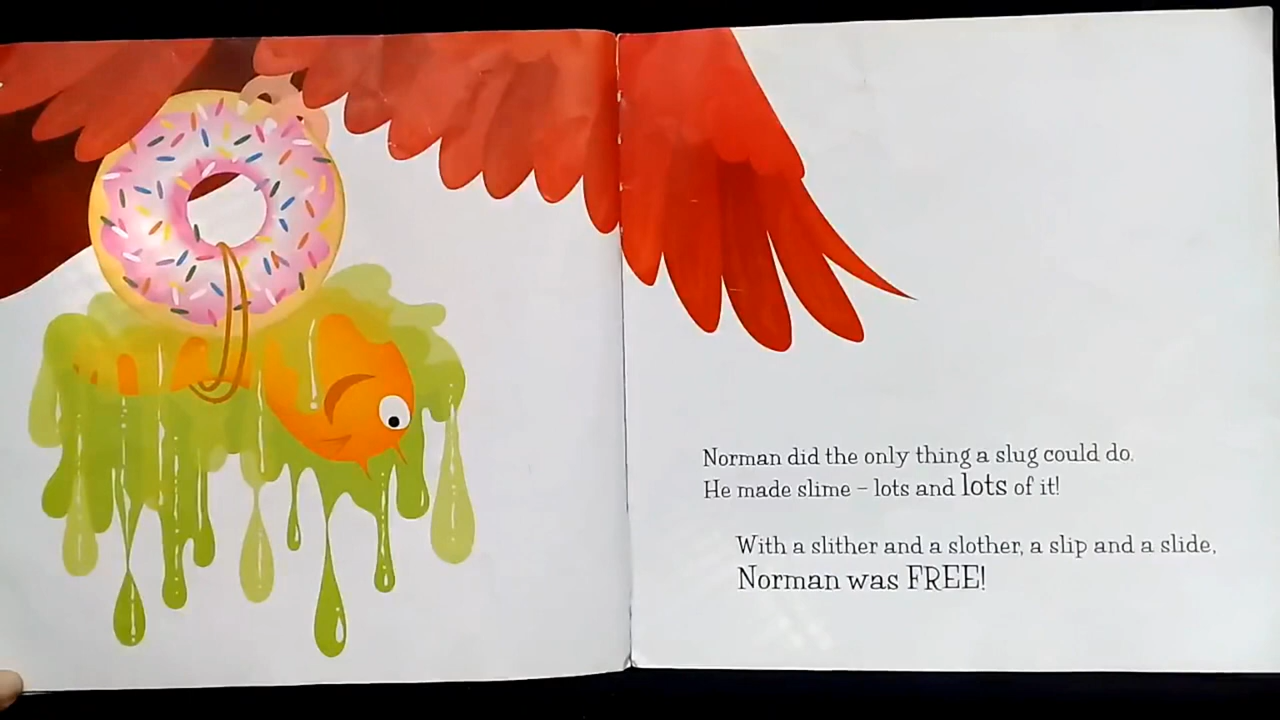 Norman did the only thing a slug could do.
He made slime – lots and lots of it!
With a slither and a slother, a slip and a slide,
Norman was FREE!